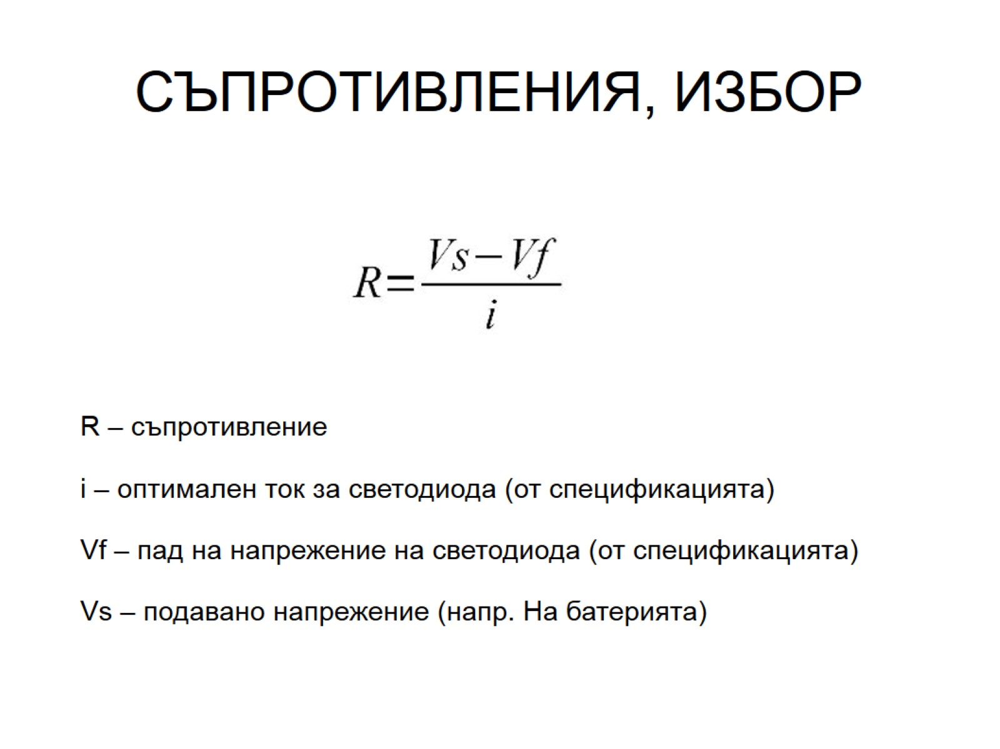 СЪПРОТИВЛЕНИЯ, ИЗБОР
R = \frac{Vs - Vf}{i}
R – съпротивление
i – оптимален ток за светодиода (от спецификацията)
Vf – пад на напрежение на светодиода (от спецификацията)
Vs – подавано напрежение (напр. На батерията)